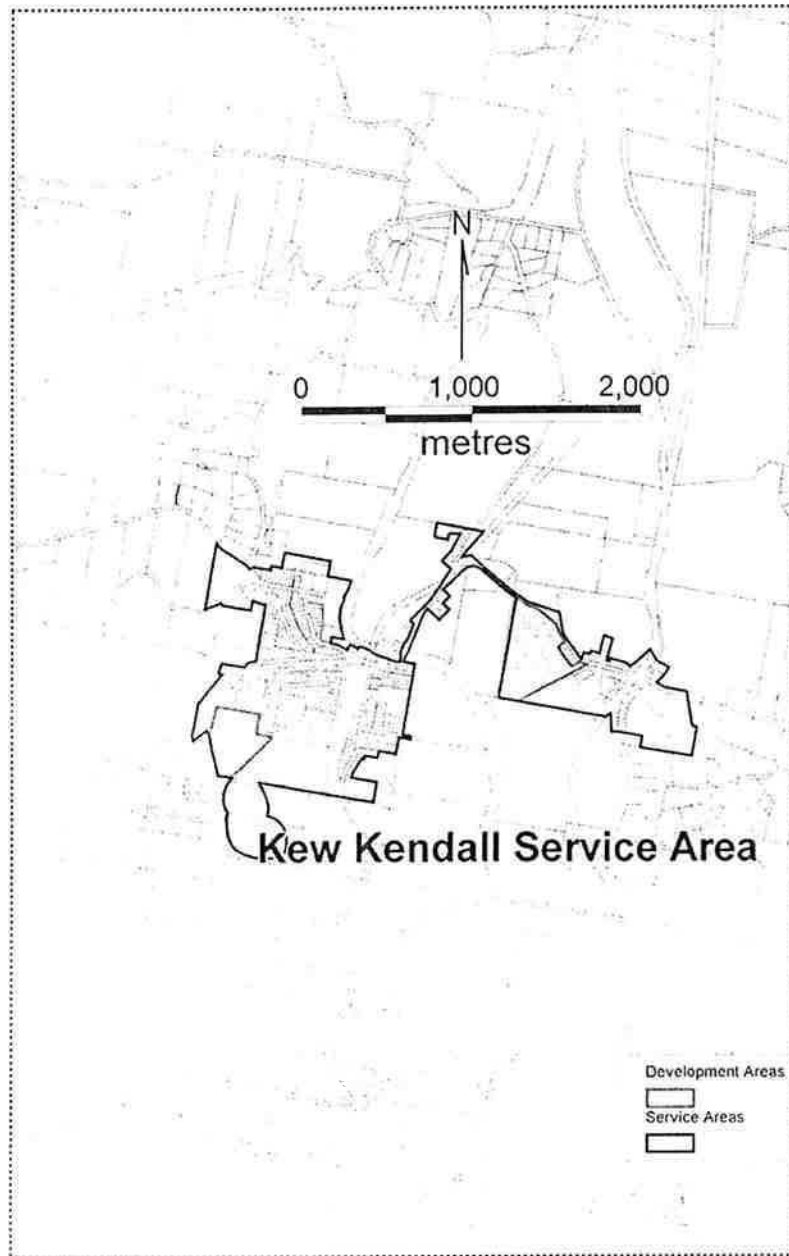 N
0 1,000 2,000
metres
Kew Kendall Service Area
Development Areas
Service Areas